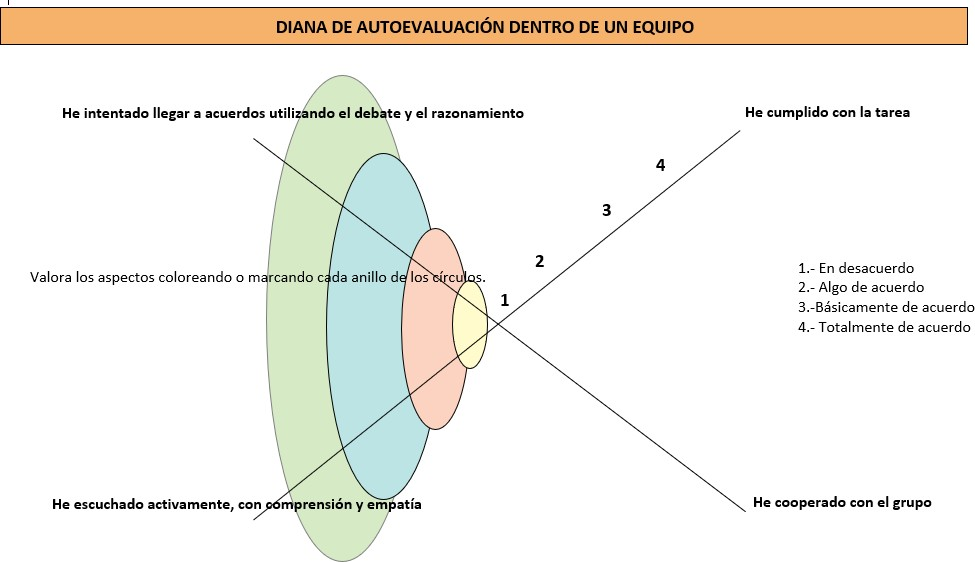 DIANA DE AUTOEVALUACIÓN DENTRO DE UN EQUIPO
He intentado llegar a acuerdos utilizando el debate y el razonamiento
He cumplido con la tarea
4
3
2
1
Valora los aspectos coloreando o marcando cada anillo de los círculos.
1.- En desacuerdo
2.- Algo de acuerdo
3.-Básicamente de acuerdo
4.- Totalmente de acuerdo
He escuchado activamente, con comprensión y empatía
He cooperado con el grupo